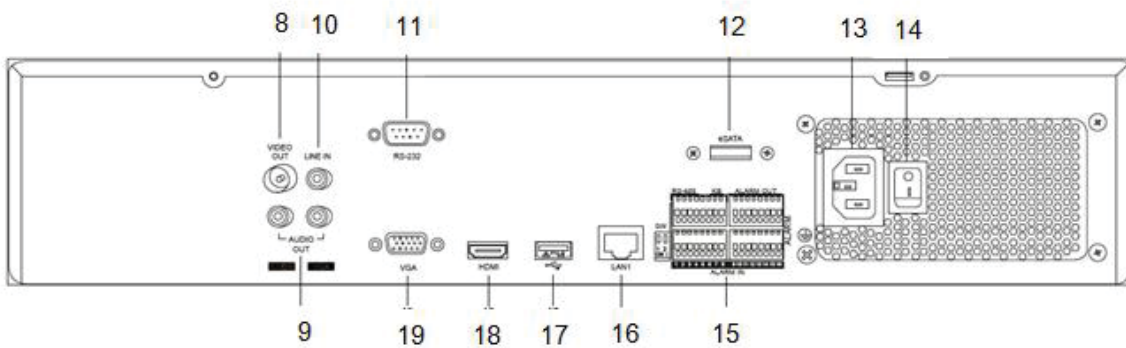 8 10 11 12 13 14
eSATA
VIDEO OUT LINE IN
RS-232
RS-485 KB ALARM OUT
ALARM
AUDIO OUT
VGA HDMI LAN1
ALARM IN
9 19 18 17 16 15